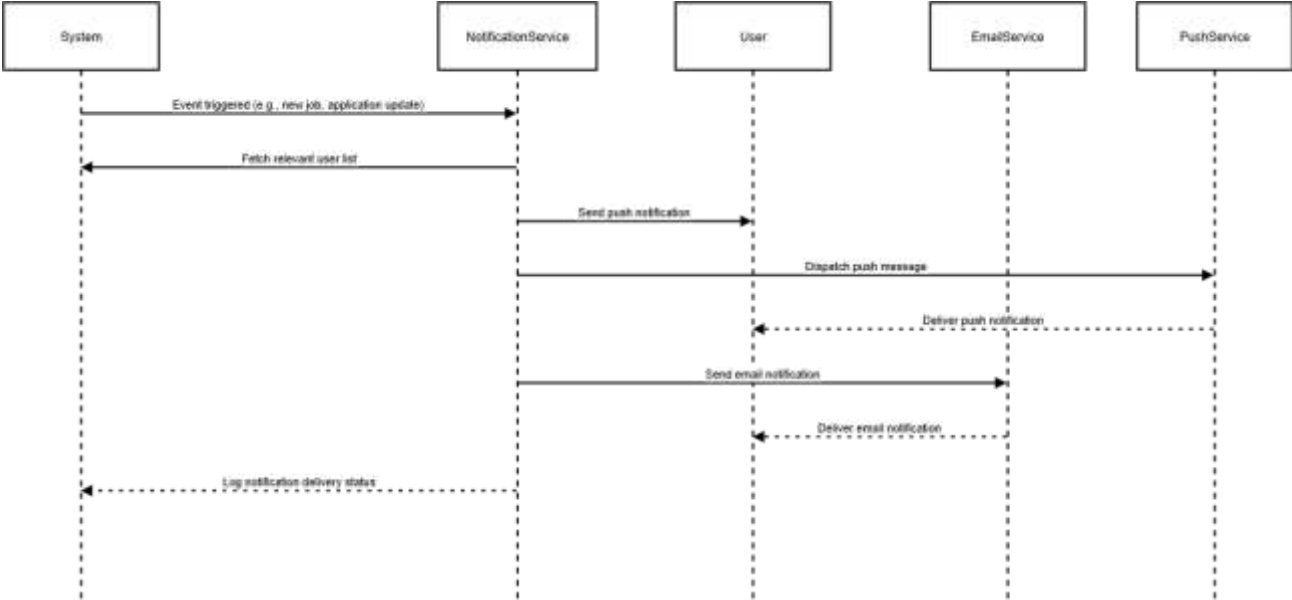 System
NotificationService
User
EmailService
PushService
Event triggered (e.g., new job, application update)
Fetch relevant user list
Send push notification
Dispatch push message
Deliver push notification
Send email notification
Deliver email notification
Log notification delivery status